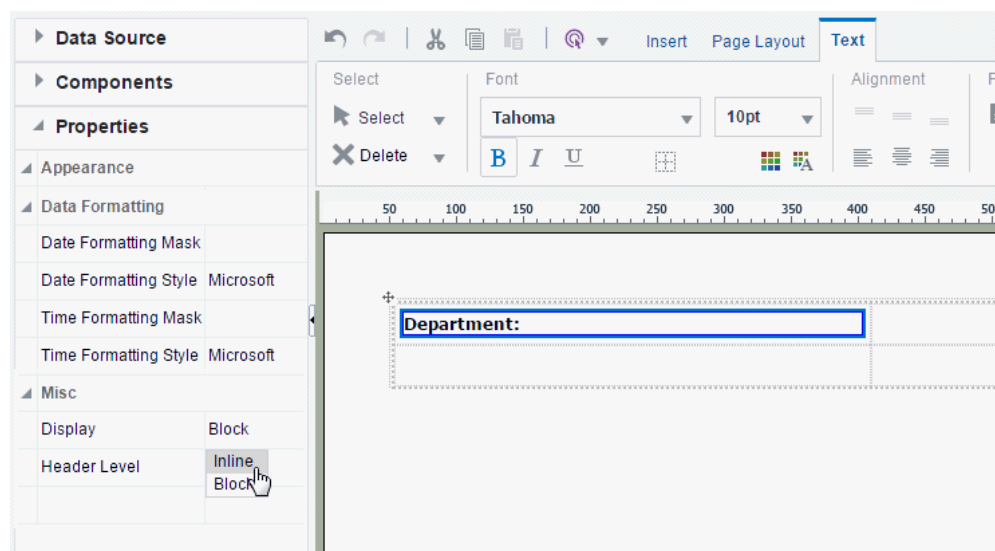 Data Source
Components
Properties
Appearance
Data Formatting
Date Formatting Mask
Date Formatting Style Microsoft
Time Formatting Mask
Time Formatting Style Microsoft
Misc
Display Block
Header Level
Inline
Block
Insert Page Layout Text
Select Font Alignment F
Select Tahoma 10pt
Delete B I U
50 100 150 200 250 300 350 400 450 50
Department: